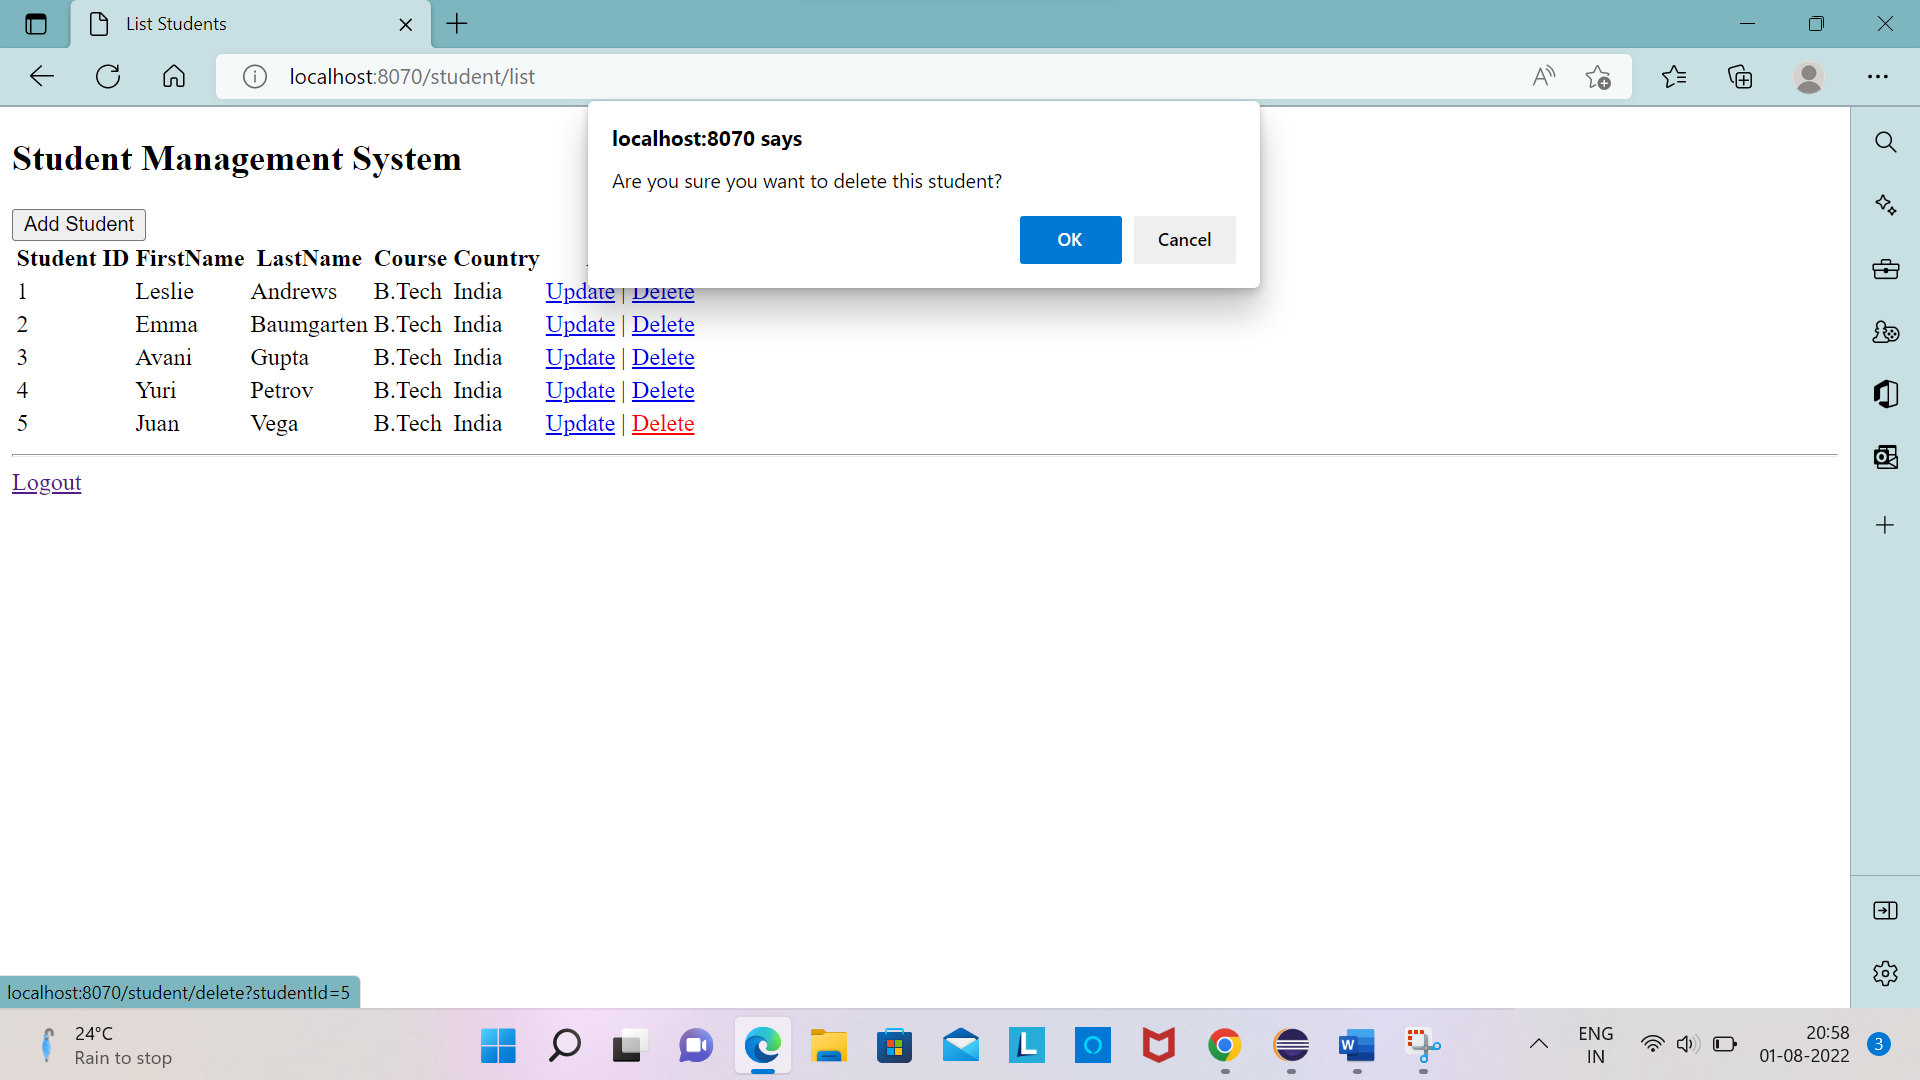 List Students
localhost:8070/student/list
localhost:8070 says
Are you sure you want to delete this student?
OK Cancel
Student Management System
Add Student
Student ID FirstName LastName Course Country
1 Leslie Andrews B.Tech India Update | Delete
2 Emma Baumgarten B.Tech India Update | Delete
3 Avani Gupta B.Tech India Update | Delete
4 Yuri Petrov B.Tech India Update | Delete
5 Juan Vega B.Tech India Update | Delete
Logout
localhost:8070/student/delete?studentId=5
24°C
Rain to stop
ENG
IN
20:58
01-08-2022
3